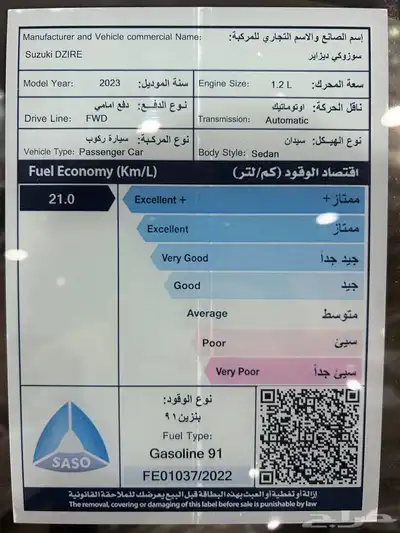 إسم الصانع والاسم التجاري للمركبة:
Manufacturer and Vehicle commercial Name:
سوزوكي ديزاير
Suzuki DZIRE
Model Year: 2023 سنة الموديل:
Engine Size: 1.2 L سعة المحرك:
دفع امامي نوع الدفع:
Drive Line: FWD
اوتوماتيك ناقل الحركة:
Transmission: Automatic
سيارة ركوب نوع المركبة:
Vehicle Type: Passenger Car
سيدان نوع الهيكل:
Body Style: Sedan
Fuel Economy (Km/L) اقتصاد الوقود (كم/لتر)
21.0
Excellent + ممتاز+
Excellent ممتاز
Very Good جيد جداً
Good جيد
Average متوسط
Poor سيئ
Very Poor سيئ جداً
SASO
نوع الوقود:
بنزين ٩١
Fuel Type:
Gasoline 91
FE01037/2022
إزالة أو تغطية أو العبث بهذه البطاقة قبل البيع يعرضك للملاحقة القانونية
The removal, covering or damaging of this label before sale is punishable by law
حراج